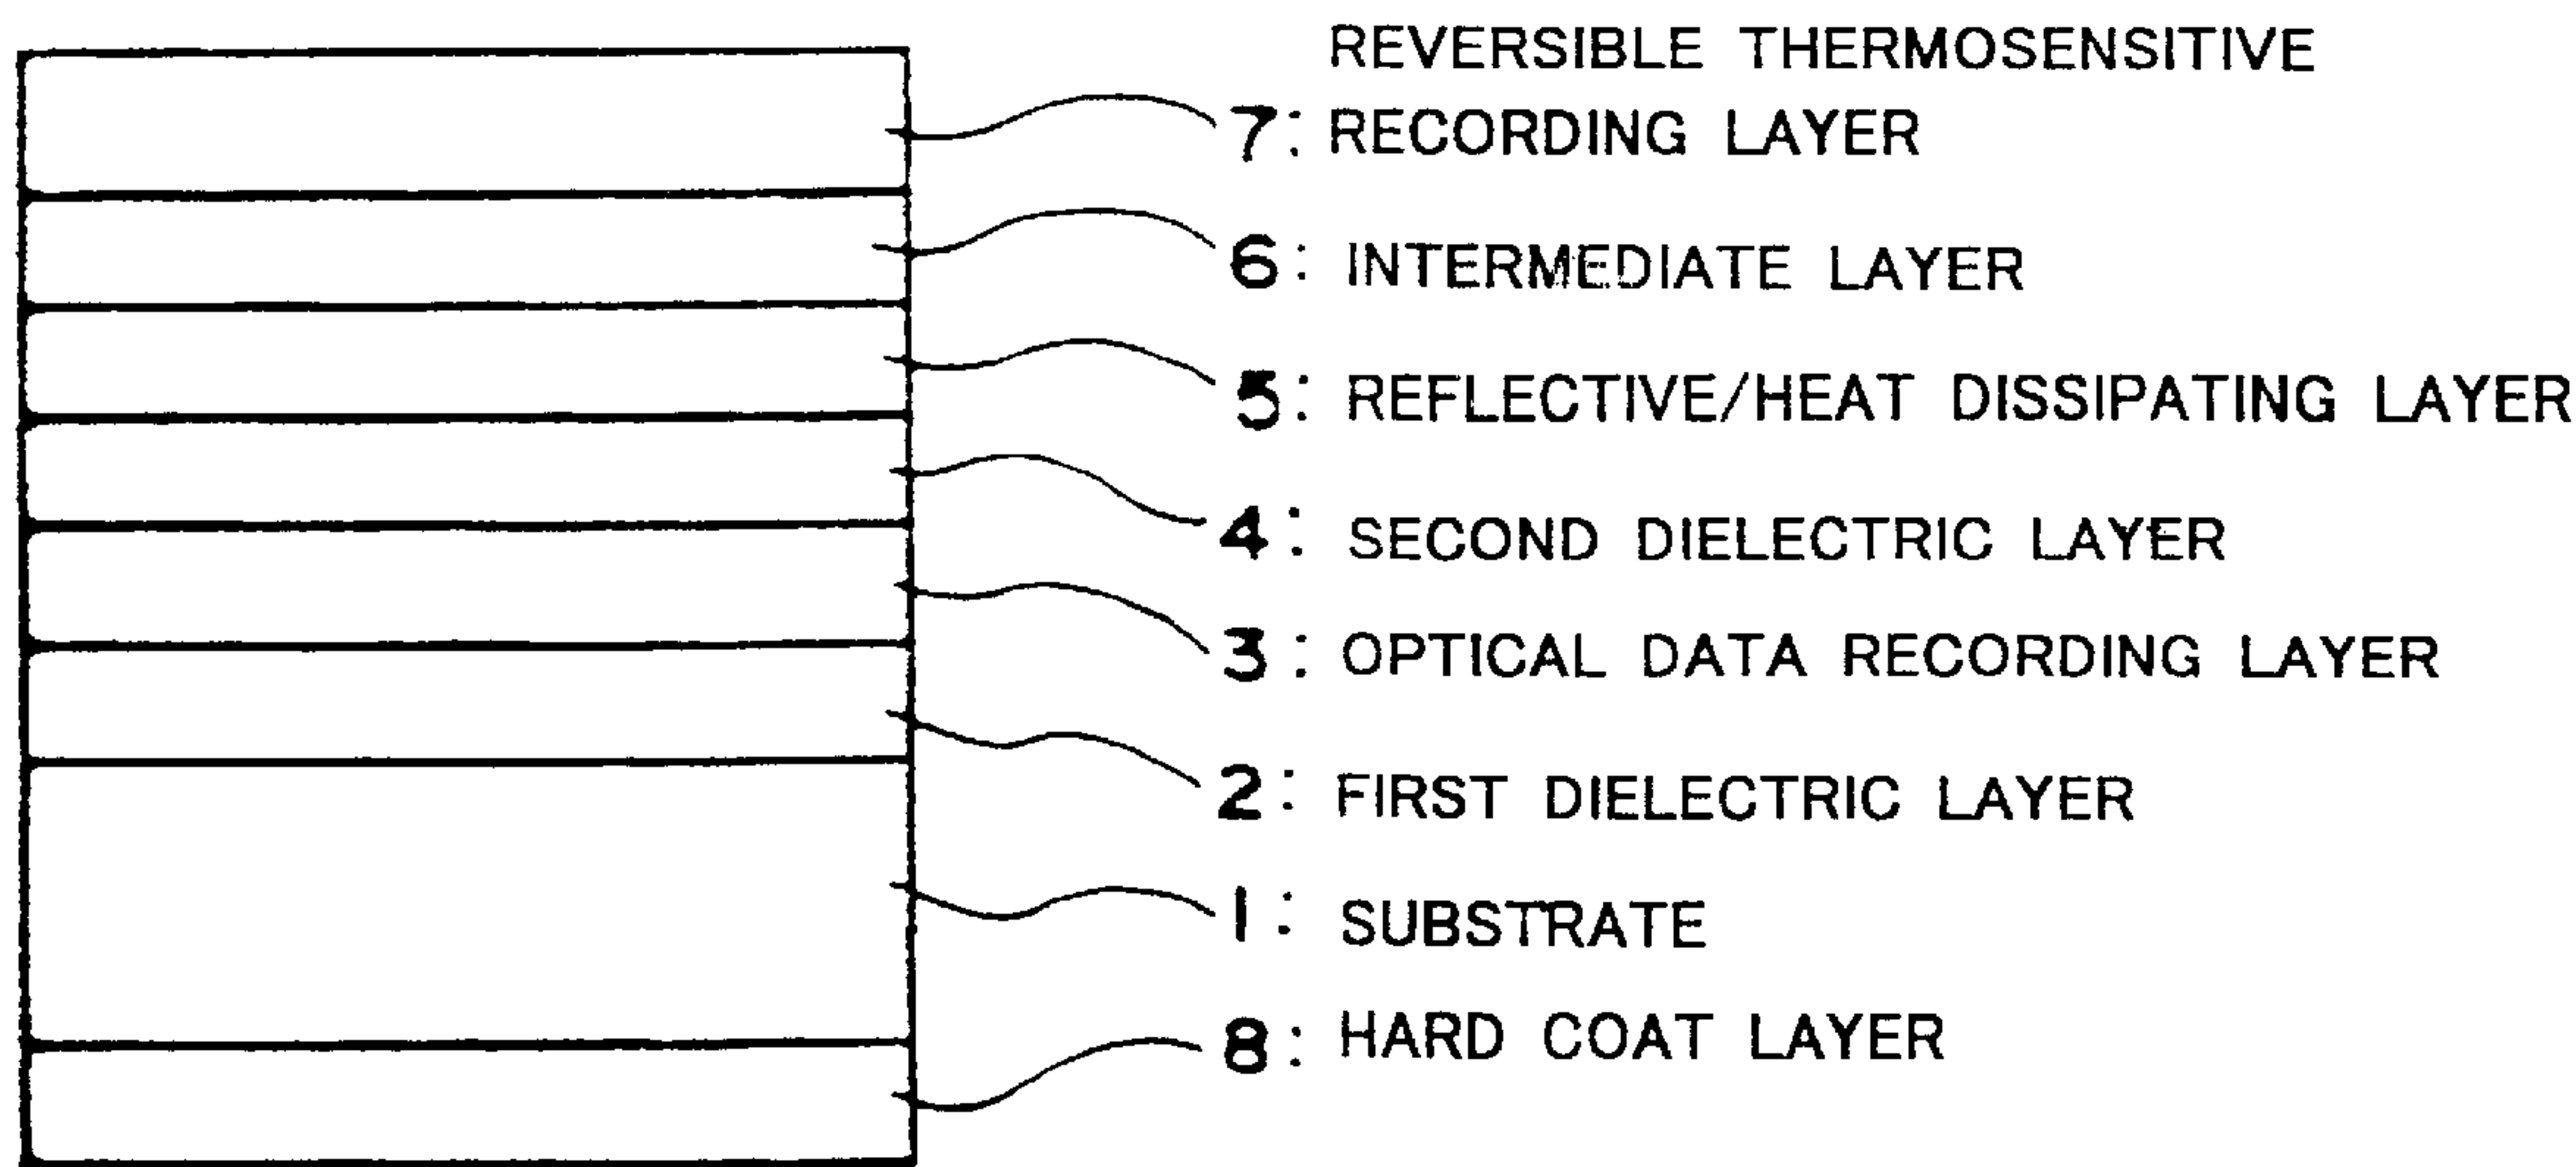 REVERSIBLE THERMOSENSITIVE
7: RECORDING LAYER
6: INTERMEDIATE LAYER
5: REFLECTIVE/HEAT DISSIPATING LAYER
4: SECOND DIELECTRIC LAYER
3: OPTICAL DATA RECORDING LAYER
2: FIRST DIELECTRIC LAYER
1: SUBSTRATE
8: HARD COAT LAYER